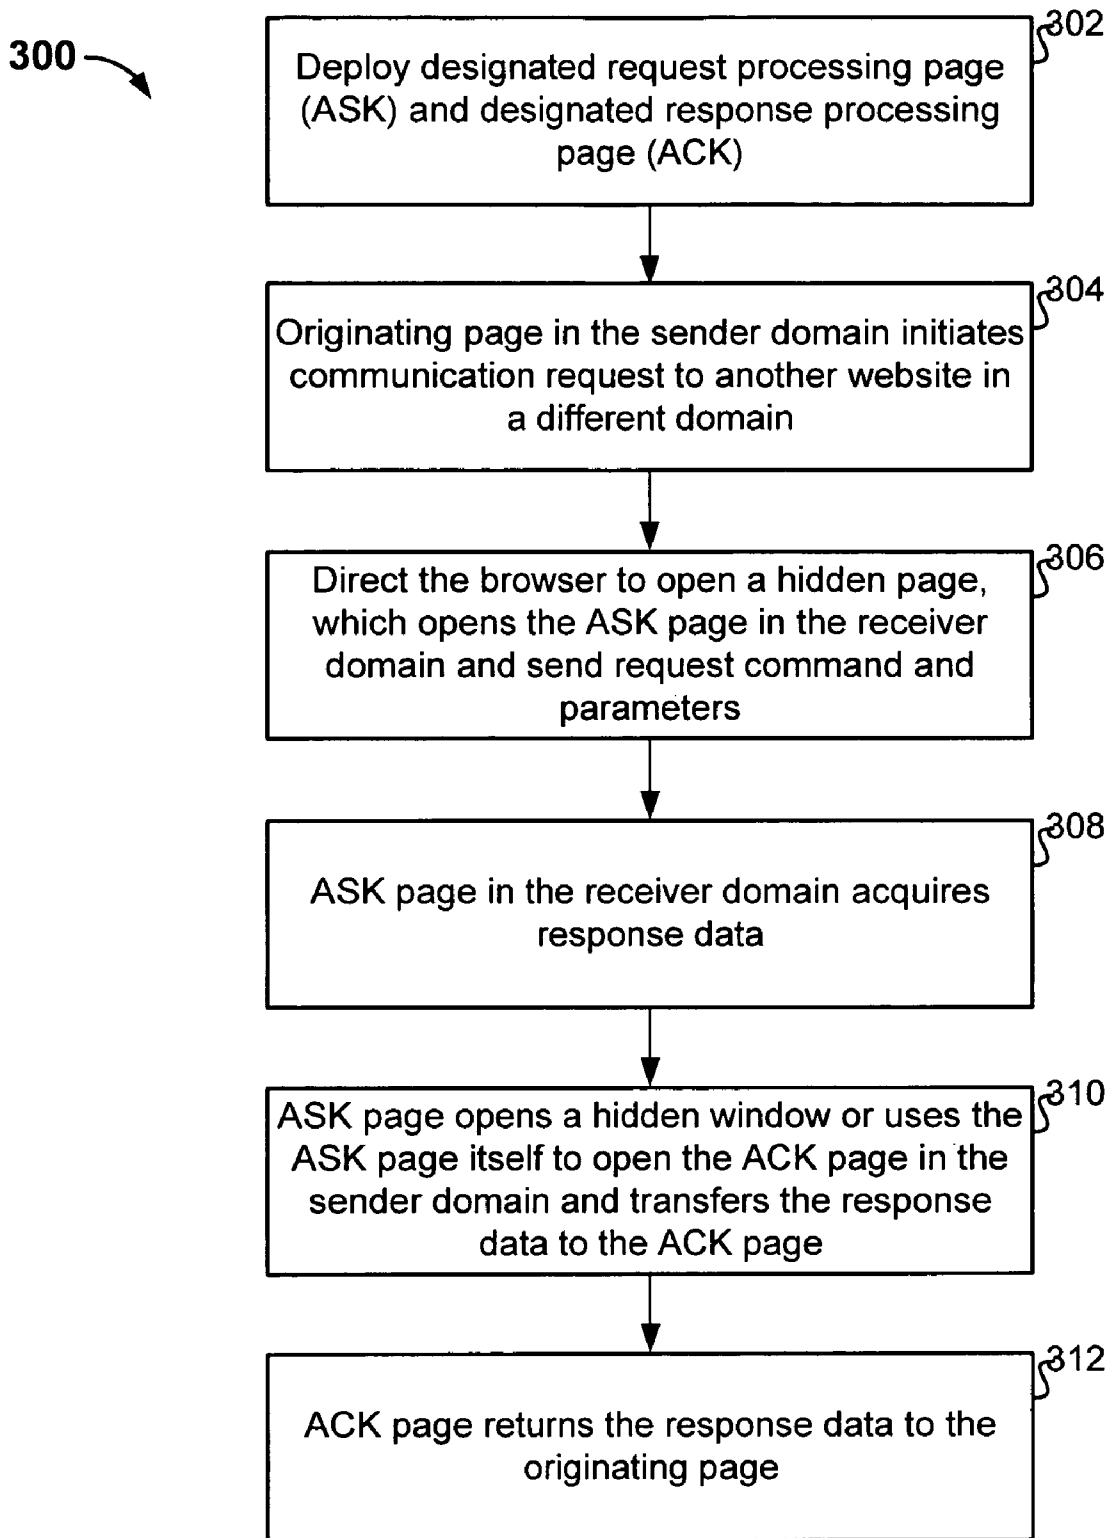 300
302
Deploy designated request processing page
(ASK) and designated response processing
page (ACK)
304
Originating page in the sender domain initiates
communication request to another website in
a different domain
306
Direct the browser to open a hidden page,
which opens the ASK page in the receiver
domain and send request command and
parameters
308
ASK page in the receiver domain acquires
response data
310
ASK page opens a hidden window or uses the
ASK page itself to open the ACK page in the
sender domain and transfers the response
data to the ACK page
312
ACK page returns the response data to the
originating page